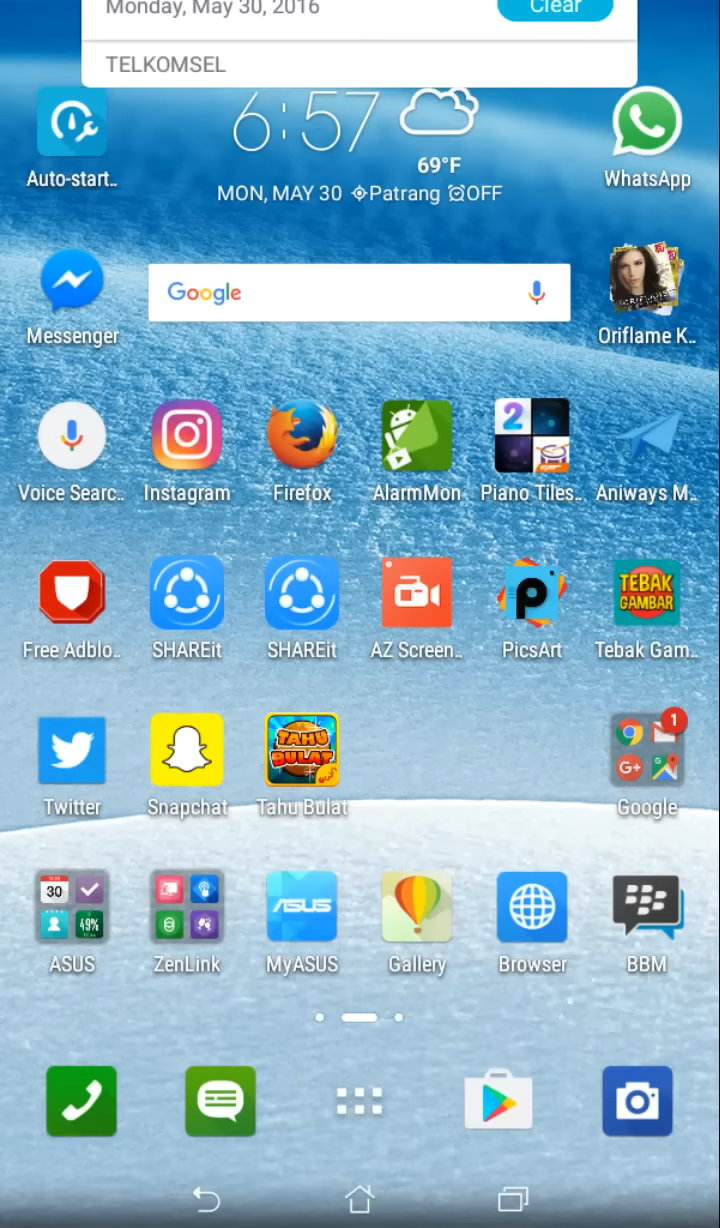 Monday, May 30, 2016
Clear
TELKOMSEL
6:57
69°F
MON, MAY 30 Patrang OFF
Auto-start..
WhatsApp
Google
Messenger
Oriflame K..
2
Voice Searc..
Instagram
Firefox
AlarmMon
Piano Tiles..
Aniways M..
TEBAK
GAMBAR
Free Adblo..
SHAREit
SHAREit
AZ Screen..
PicsArt
Tebak Gam..
TAHU
BULAT
1
G+
Twitter
Snapchat
Tahu Bulat
Google
30
49%
ASUS
ASUS
ZenLink
MyASUS
Gallery
Browser
BBM